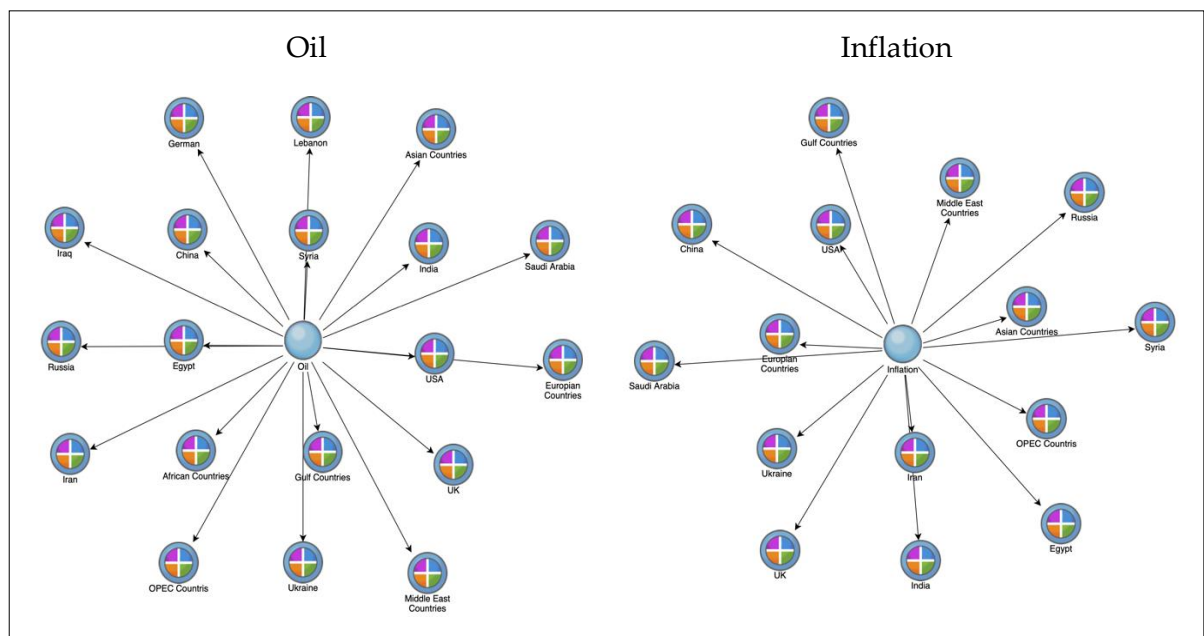 Oil
German
Lebanon
Asian Countries
Iraq
China
Syria
India
Saudi Arabia
Russia
Egypt
Oil
USA
Europian
Countries
Iran
African Countries
Gulf Countries
UK
OPEC Countris
Ukraine
Middle East
Countries
Inflation
Gulf Countries
Middle East
Countries
Russia
China
USA
Asian Countries
Syria
Europian
Countries
Saudi Arabia
Inflation
OPEC Countris
Ukraine
Iran
Egypt
UK
India